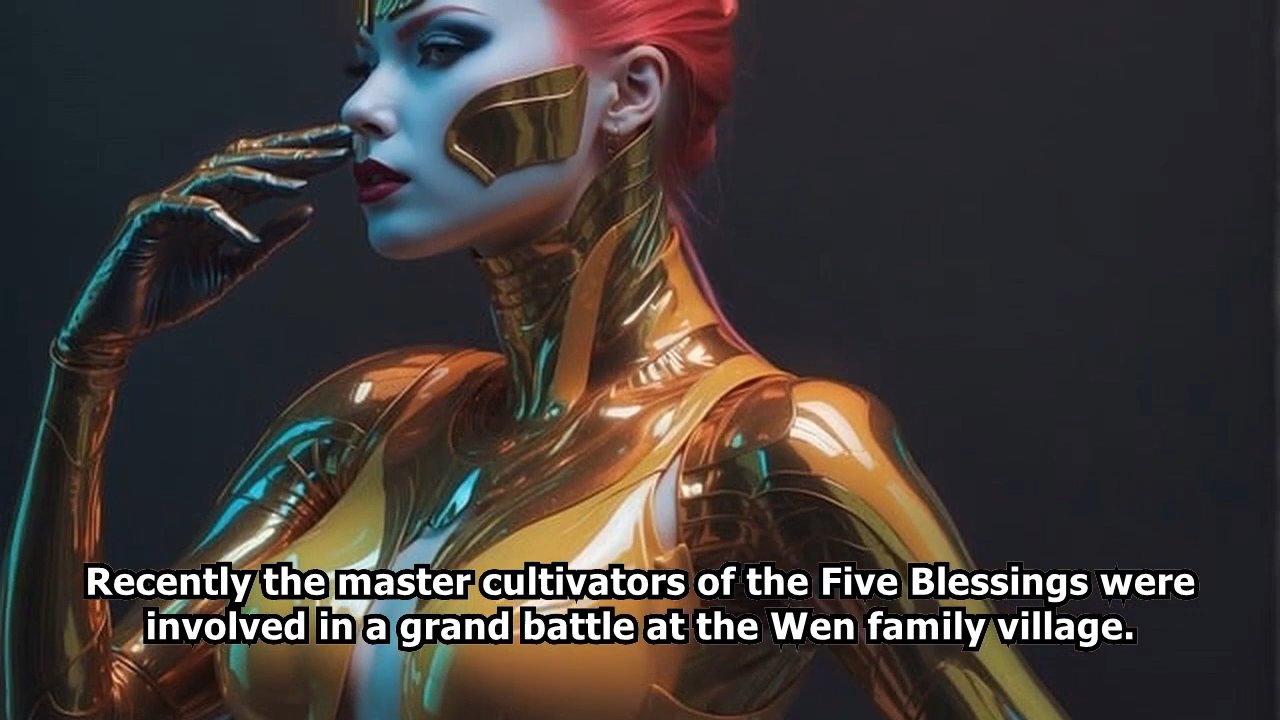 Recently the master cultivators of the Five Blessings were
involved in a grand battle at the Wen family village.